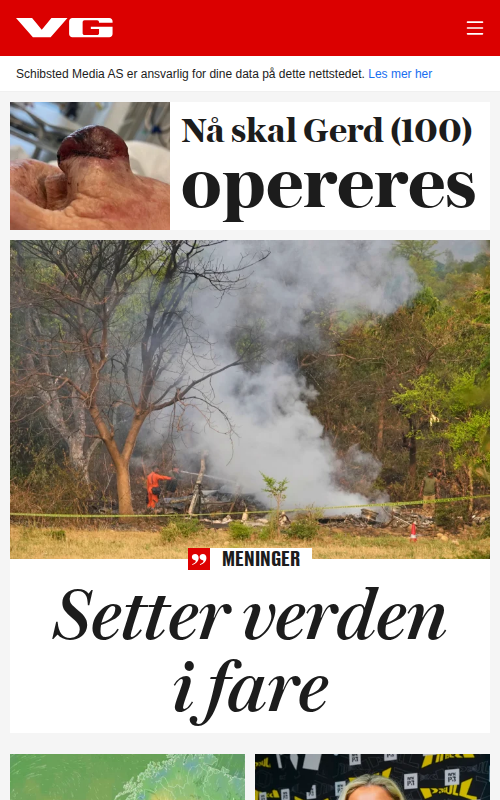 VG
Schibsted Media AS er ansvarlig for dine data på dette nettstedet. Les mer her
Nå skal Gerd (100)
opereres
MENINGER
Setter verden
i fare